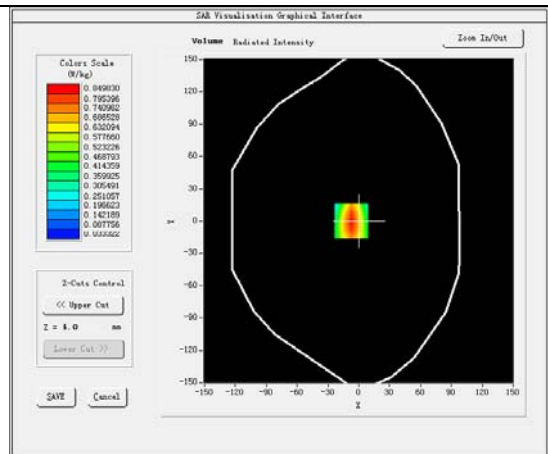 SAR Visualisation Graphical Interface
Volume Radiated Intensity
Zoom In/Out
Colors Scale
(W/kg)
0.849830
0.795396
0.740962
0.686528
0.632094
0.577660
0.523226
0.468793
0.414359
0.359925
0.305491
0.251057
0.196623
0.142189
0.087756
0.033322
150
120
90
60
30
0
-30
-60
-90
-120
-150
Y
-150 -120 -90 -60 -30 0 30 60 90 120 150
X
Z-Cuts Control
<< Upper Cut
Z = 4.0 mm
Lower Cut >>
SAVE
Cancel